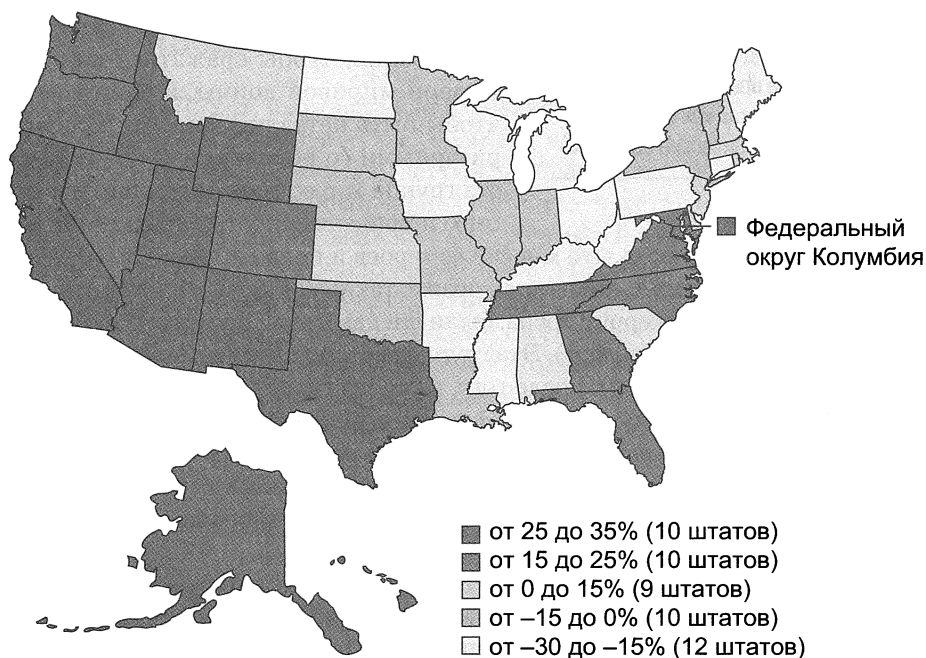 Федеральный
округ Колумбия
от 25 до 35% (10 штатов)
от 15 до 25% (10 штатов)
от 0 до 15% (9 штатов)
от –15 до 0% (10 штатов)
от –30 до –15% (12 штатов)